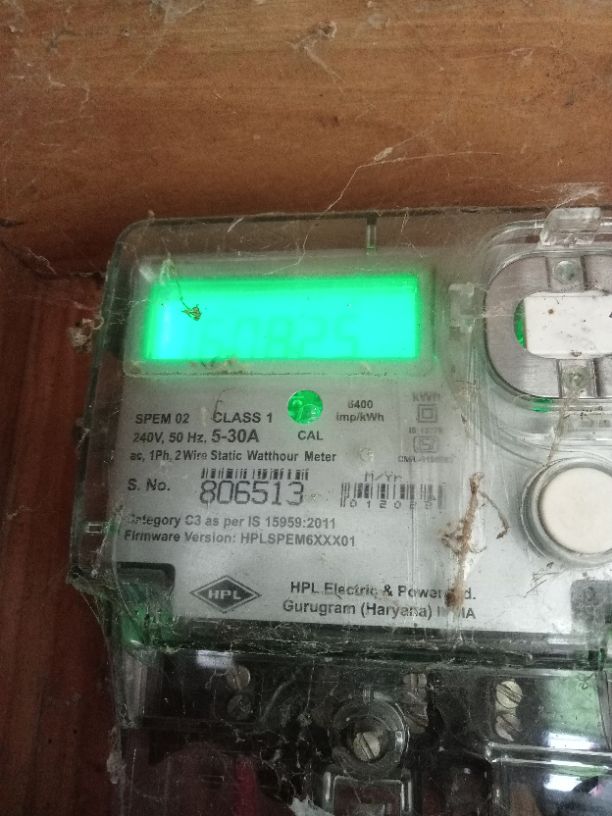 SPEM 02 CLASS 1
6400
imp/kWh
240V, 50 Hz, 5-30A
CAL
kWh
ac, 1Ph, 2 Wire Static Watthour Meter
S. No.
806513
M/Yr
Category C3 as per IS 15959:2011
Firmware Version: HPLSPEM6XXX01
HPL
HPL Electric & Power
Gurugram (Haryana)